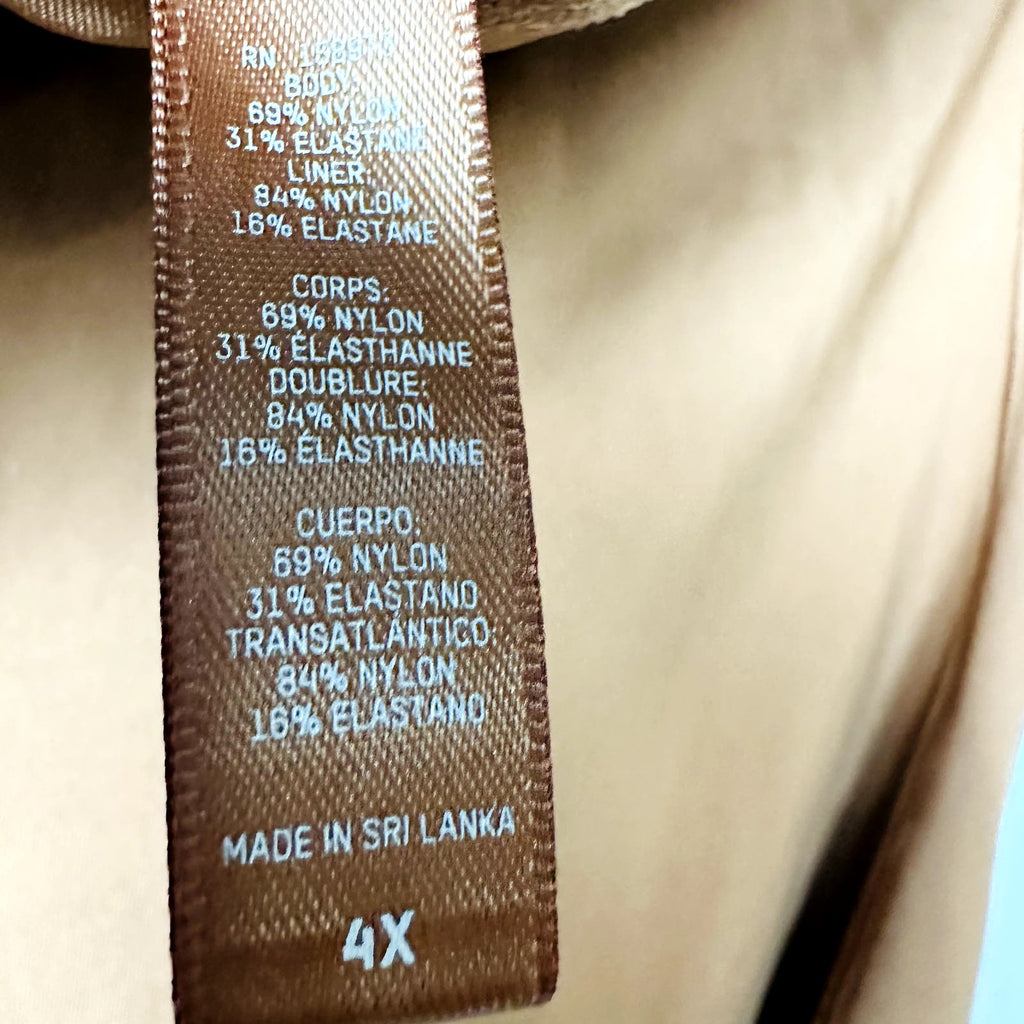 RN
BODY:
69% NYLON
31% ELASTANE
LINER:
84% NYLON
16% ELASTANE
CORPS:
69% NYLON
31% ÉLASTHANNE
DOUBLURE:
84% NYLON
16% ÉLASTHANNE
CUERPO:
69% NYLON
31% ELASTANO
TRANSATLÁNTICO:
84% NYLON
16% ELASTANO
MADE IN SRI LANKA
4X